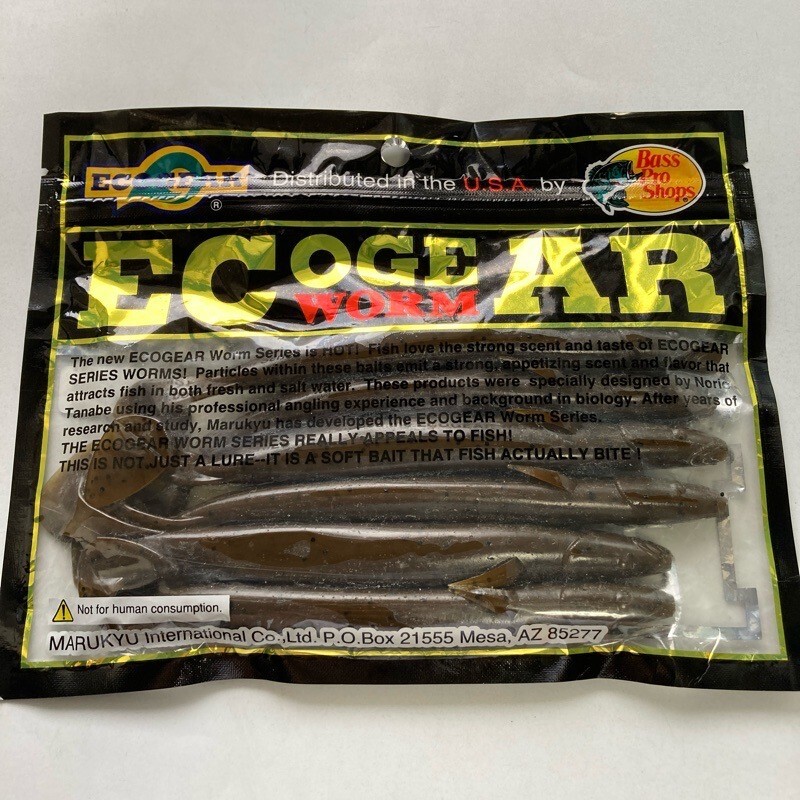 ECOGEAR ® Distributed in the U.S.A. by Bass Pro Shops
ECOGEAR
WORM
The new ECOGEAR Worm Series is HOT! Fish love the strong scent and taste of ECOGEAR
SERIES WORMS! Particles within these baits emit a strong, appetizing scent and flavor that
attracts fish in both fresh and salt water. These products were specially designed by Norio
Tanabe using his professional angling experience and background in biology. After years of
research and study, Marukyu has developed the ECOGEAR Worm Series.
THE ECOGEAR WORM SERIES REALLY APPEALS TO FISH!
THIS IS NOT JUST A LURE--IT IS A SOFT BAIT THAT FISH ACTUALLY BITE !
Not for human consumption.
MARUKYU International Co.,Ltd. P.O.Box 21555 Mesa, AZ 85277